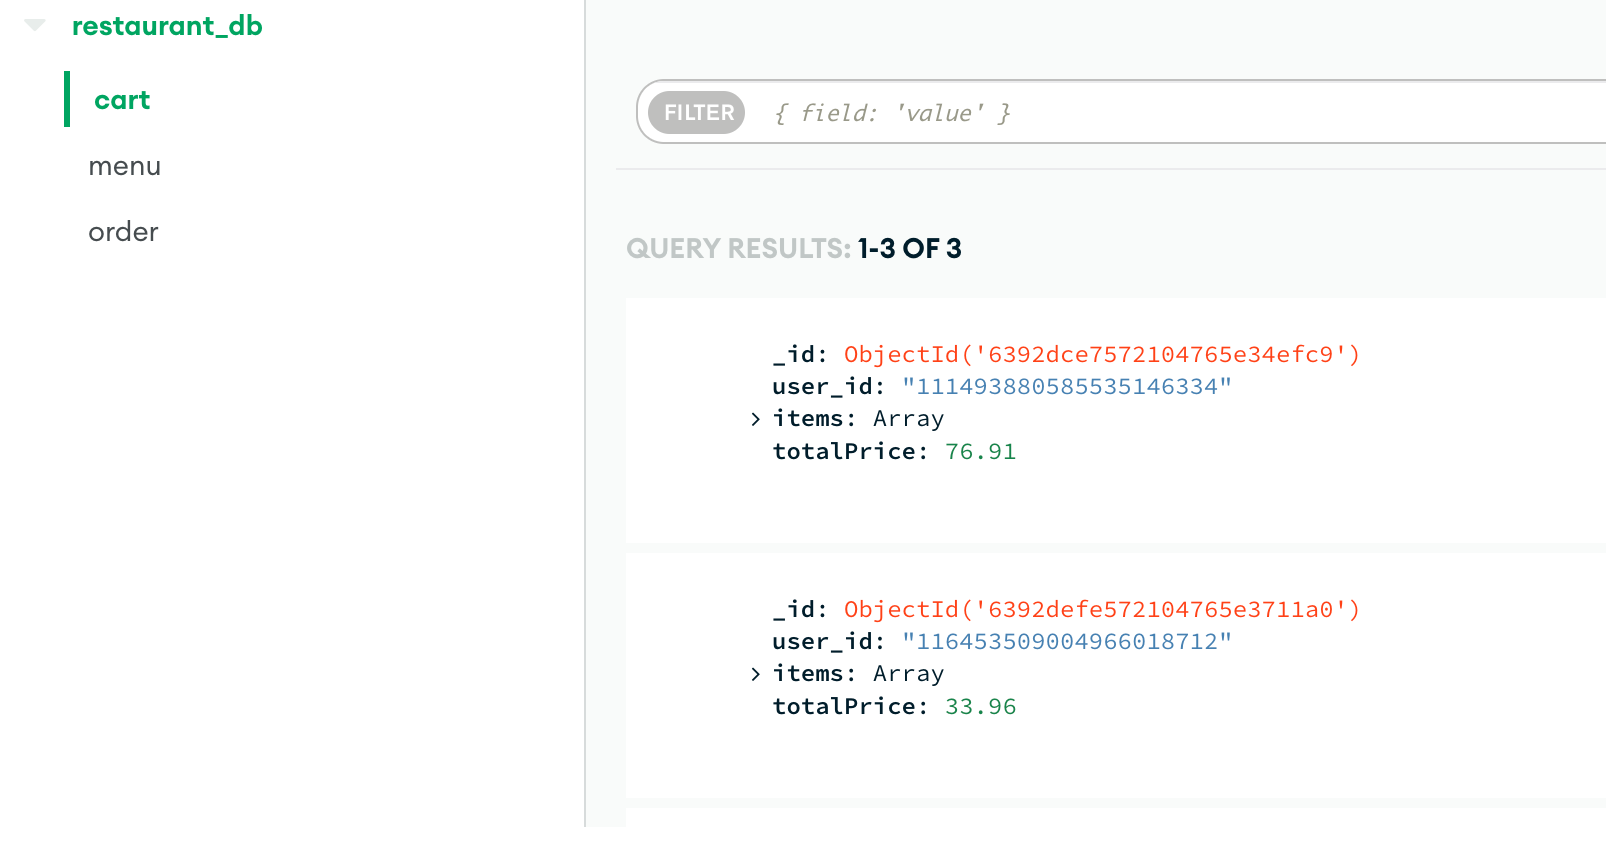 restaurant_db
cart
menu
order
FILTER { field: 'value' }
QUERY RESULTS: 1-3 OF 3
_id: ObjectId('6392dce7572104765e34efc9')
user_id: "111493880585535146334"
> items: Array
totalPrice: 76.91
_id: ObjectId('6392defe572104765e3711a0')
user_id: "116453509004966018712"
> items: Array
totalPrice: 33.96